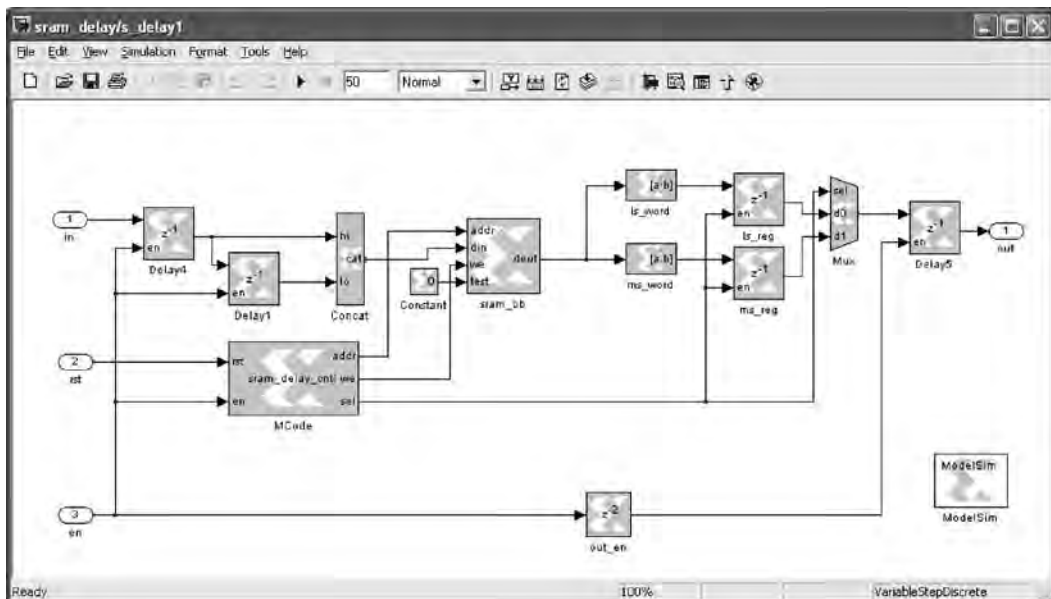 sram_delay/s_delay1
File Edit View Simulation Format Tools Help
50 Normal
1
in
en
z-1
Delay4
en
z-1
Delay1
hi
cat
lo
Concat
0
Constant
addr
din
we
test
dout
sram_bb
[a:b]
ls_word
[a:b]
ms_word
z-1
en
ls_reg
z-1
en
ms_reg
sel
d0
d1
Mux
z-1
en
Delay5
1
out
2
rst
rst
en
sram_delay_cntl
addr
we
sel
MCode
3
en
z-2
out_en
ModelSim
ModelSim
Ready 100% VariableStepDiscrete